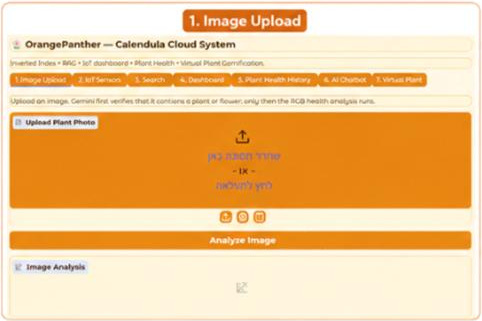 1. Image Upload
OrangePanther — Calendula Cloud System
Inverted Index • RAG • IoT dashboard • Plant Health • Virtual Plant Gamification.
1. Image Upload
2. IoT Sensors
3. Search
4. Dashboard
5. Plant Health History
6. AI Chatbot
7. Virtual Plant
Upload an image. Gemini first verifies that it contains a plant or flower; only then the RGB health analysis runs.
Upload Plant Photo
שחרר תמונה כאן
- או -
לחץ להעלאה
Analyze Image
Image Analysis